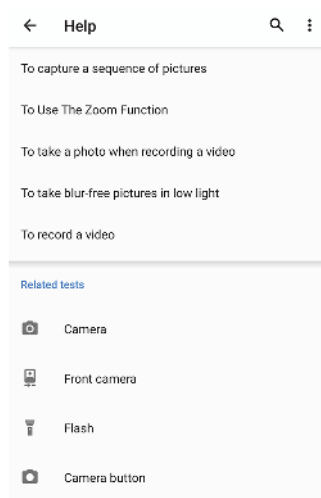 Help
To capture a sequence of pictures
To Use The Zoom Function
To take a photo when recording a video
To take blur-free pictures in low light
To record a video
Related tests
Camera
Front camera
Flash
Camera button